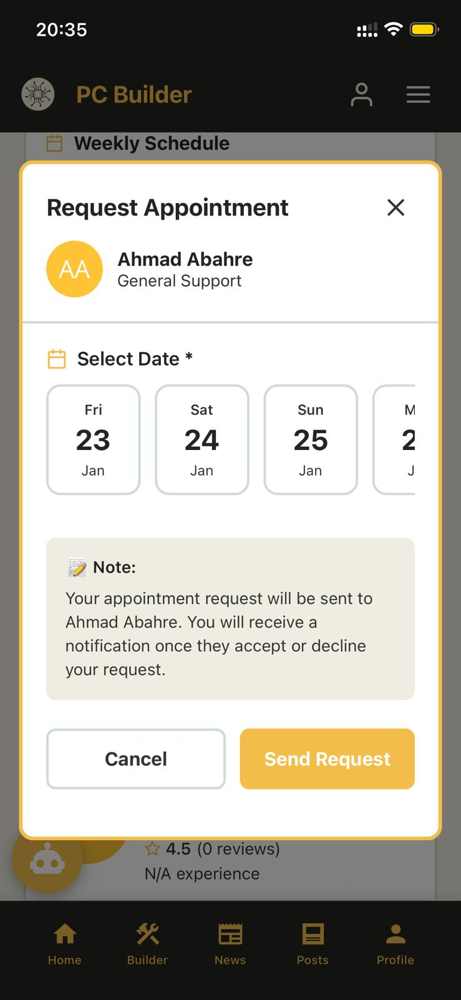 20:35
PC Builder
Weekly Schedule
Request Appointment
AA
Ahmad Abahre
General Support
Select Date *
Fri
23
Jan
Sat
24
Jan
Sun
25
Jan
M
2
J
Note:
Your appointment request will be sent to
Ahmad Abahre. You will receive a
notification once they accept or decline
your request.
Cancel
Send Request
4.5 (0 reviews)
N/A experience
Home
Builder
News
Posts
Profile